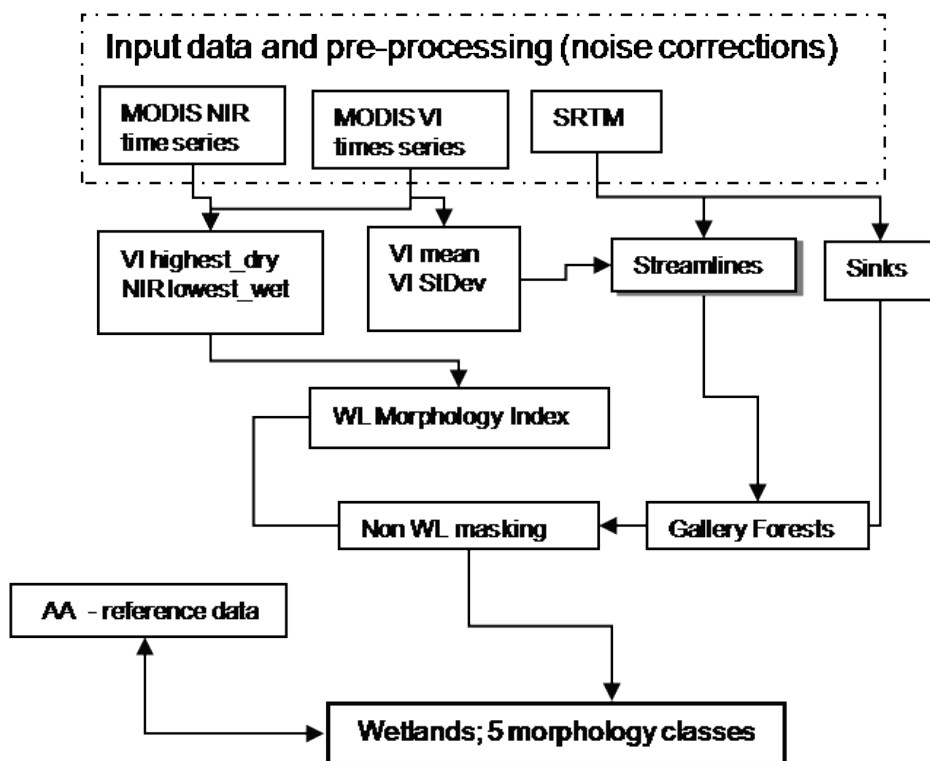 Input data and pre-processing (noise corrections)
MODIS NIR
time series
MODIS VI
times series
SRTM
VI highest_dry
NIR lowest_wet
VI mean
VI StDev
Streamlines
Sinks
WL Morphology Index
Non WL masking
Gallery Forests
AA - reference data
Wetlands; 5 morphology classes